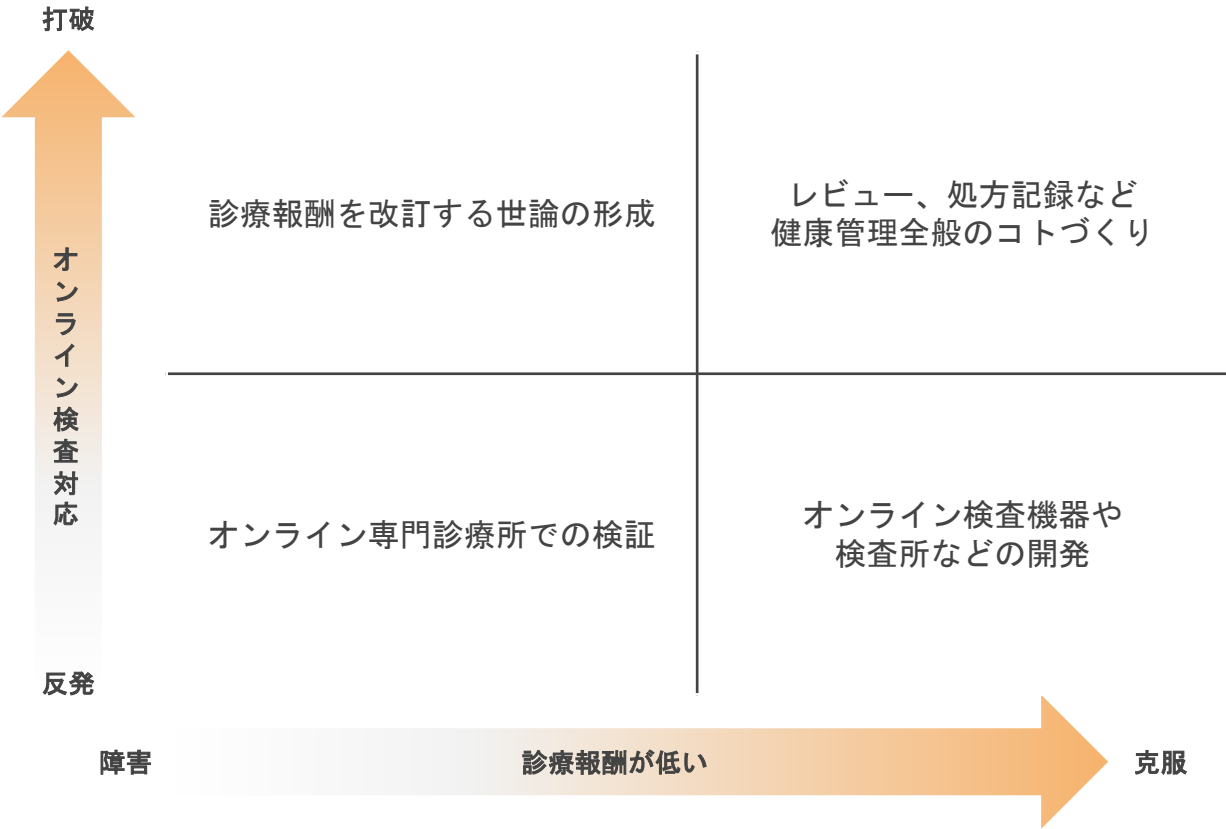 打破
診療報酬を改訂する世論の形成
レビュー、処方記録など
健康管理全般のコトづくり
オンライン検査対応
オンライン専門診療所での検証
オンライン検査機器や
検査所などの開発
反発
障害
診療報酬が低い
克服